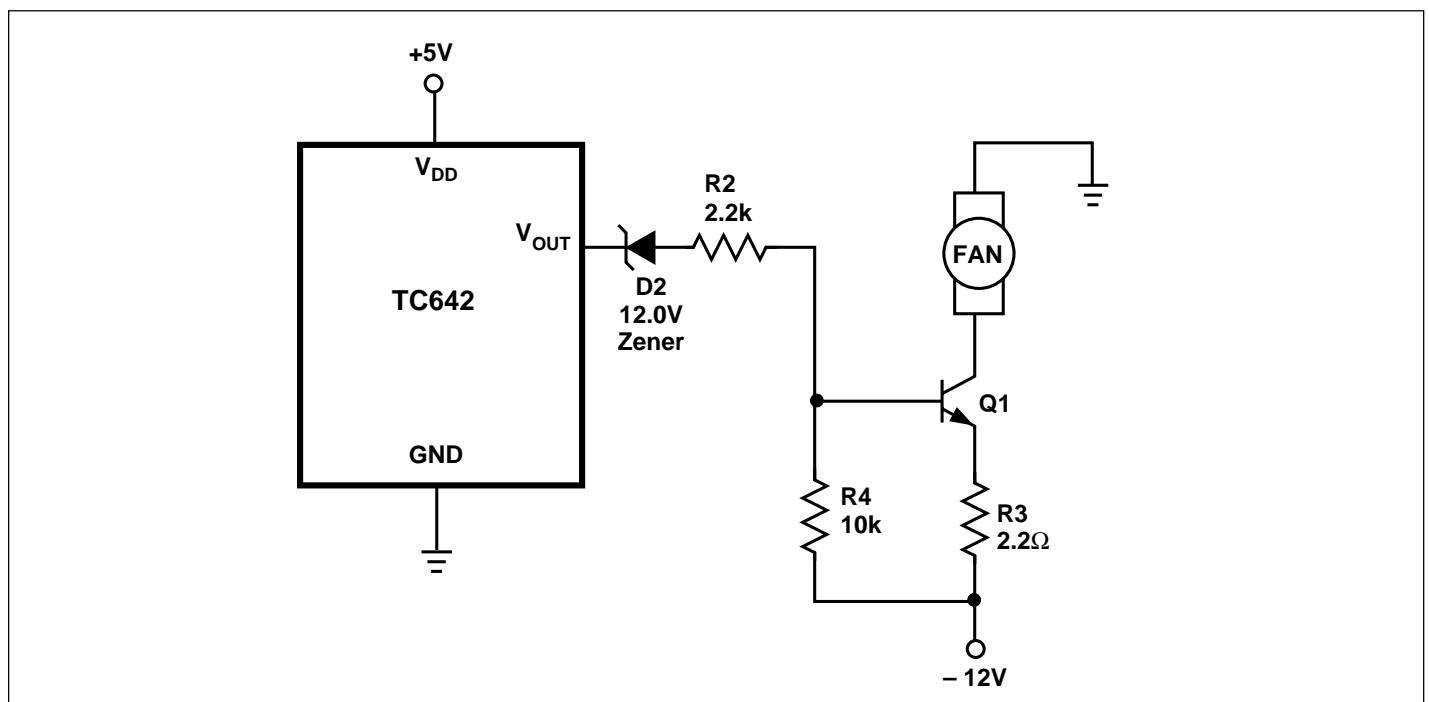 +5V
VDD
R2
2.2k
VOUT
FAN
D2
12.0V
Zener
TC642
Q1
GND
R4
10k
R3
2.2Ω
– 12V